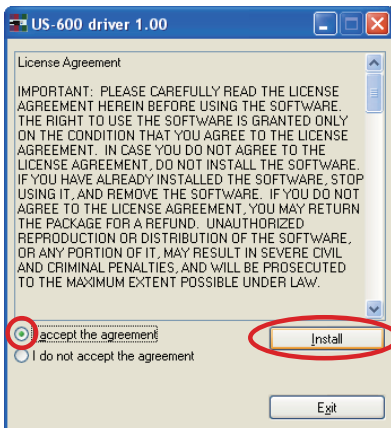 US-600 driver 1.00
License Agreement
IMPORTANT: PLEASE CAREFULLY READ THE LICENSE
AGREEMENT HEREIN BEFORE USING THE SOFTWARE.
THE RIGHT TO USE THE SOFTWARE IS GRANTED ONLY
ON THE CONDITION THAT YOU AGREE TO THE LICENSE
AGREEMENT. IN CASE YOU DO NOT AGREE TO THE
LICENSE AGREEMENT, DO NOT INSTALL THE SOFTWARE.
IF YOU HAVE ALREADY INSTALLED THE SOFTWARE, STOP
USING IT, AND REMOVE THE SOFTWARE. IF YOU DO NOT
AGREE TO THE LICENSE AGREEMENT, YOU MAY RETURN
THE PACKAGE FOR A REFUND. UNAUTHORIZED
REPRODUCTION OR DISTRIBUTION OF THE SOFTWARE,
OR ANY PORTION OF IT, MAY RESULT IN SEVERE CIVIL
AND CRIMINAL PENALTIES, AND WILL BE PROSECUTED
TO THE MAXIMUM EXTENT POSSIBLE UNDER LAW.
I accept the agreement
Install
I do not accept the agreement
Exit